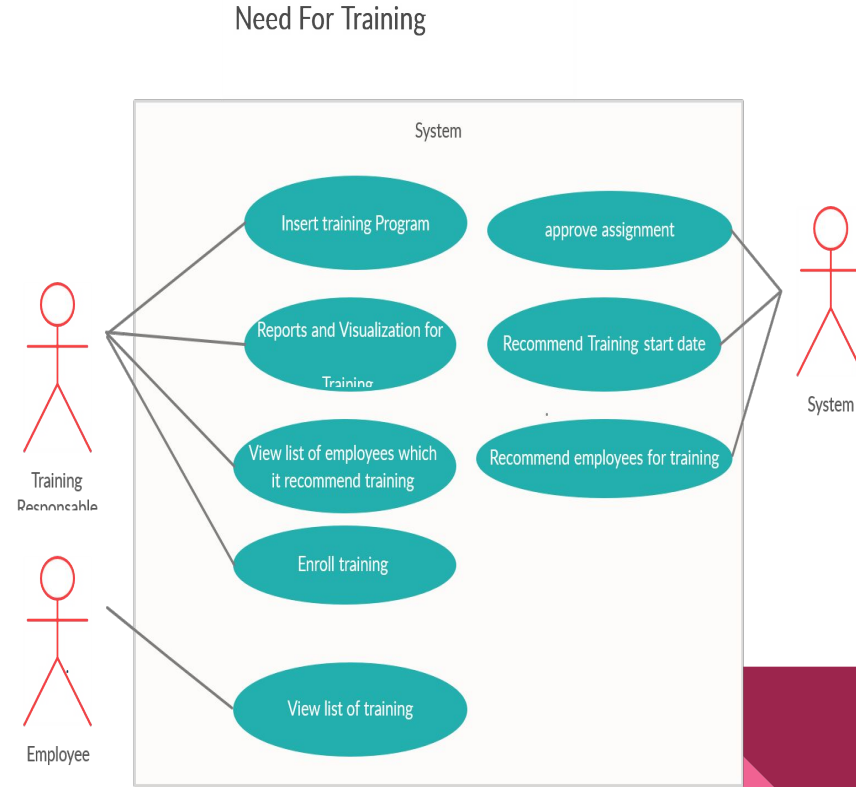 Need For Training
System
Insert training Program
approve assignment
Reports and Visualization for
Training
Recommend Training start date
View list of employees which
it recommend training
Recommend employees for training
Enroll training
View list of training
Training
Responsable
Employee
System